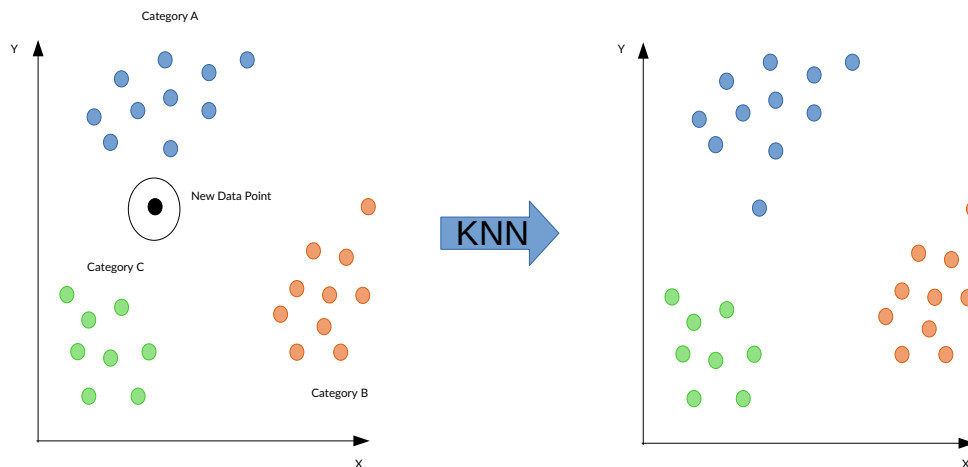 Category A
Y
Y
New Data Point
KNN
Category C
Category B
X
X